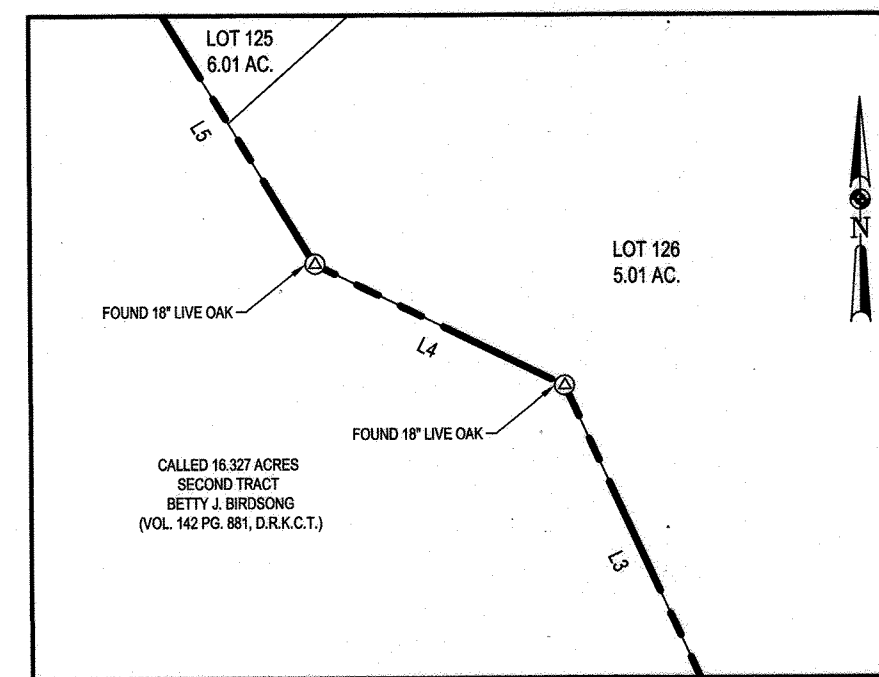 LOT 125
6.01 AC.
L5
N
LOT 126
5.01 AC.
FOUND 18" LIVE OAK
L4
FOUND 18" LIVE OAK
CALLED 16.327 ACRES
SECOND TRACT
BETTY J. BIRDSONG
(VOL. 142 PG. 881, D.R.K.C.T.)
L3